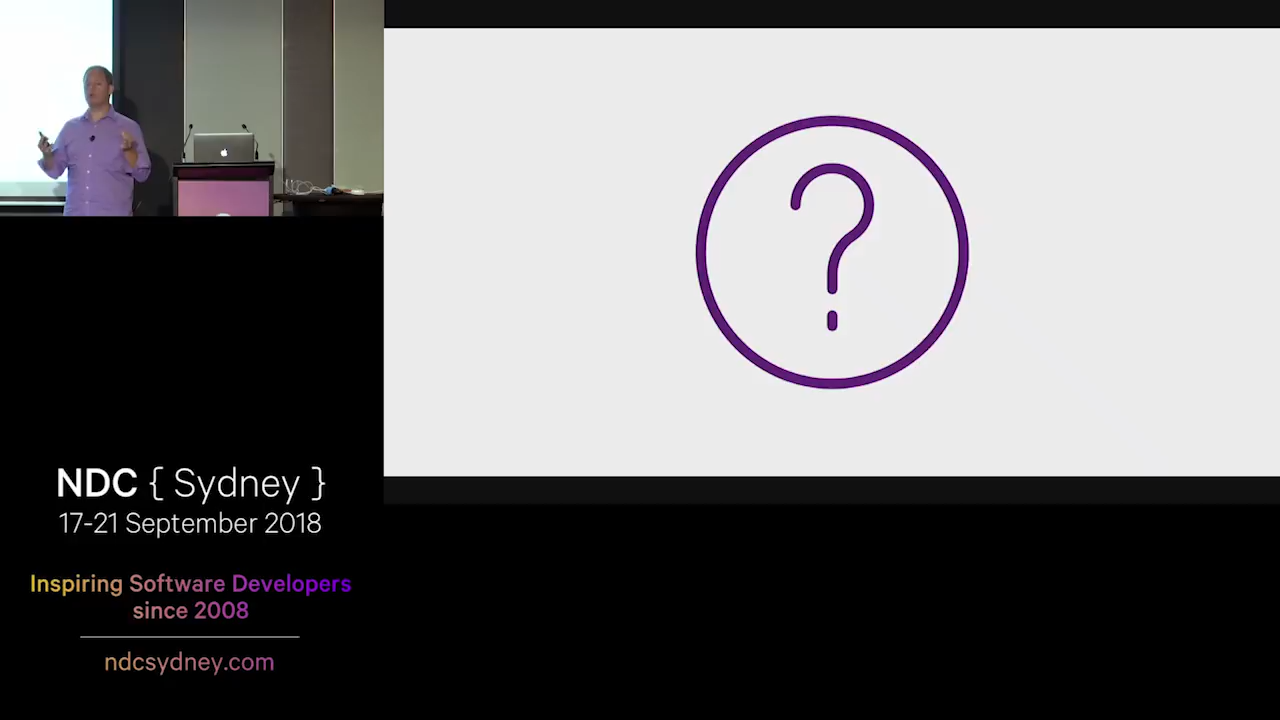 ?
NDC { Sydney }
17-21 September 2018
Inspiring Software Developers
since 2008
ndcsydney.com